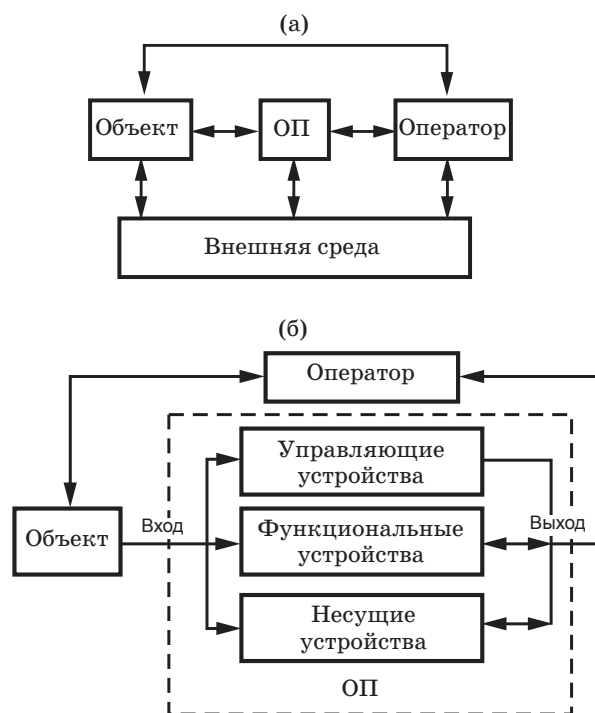 (а)
Объект
ОП
Оператор
Внешняя среда
(б)
Оператор
Управляющие
устройства
Объект
Вход
Функциональные
устройства
Выход
Несущие
устройства
ОП